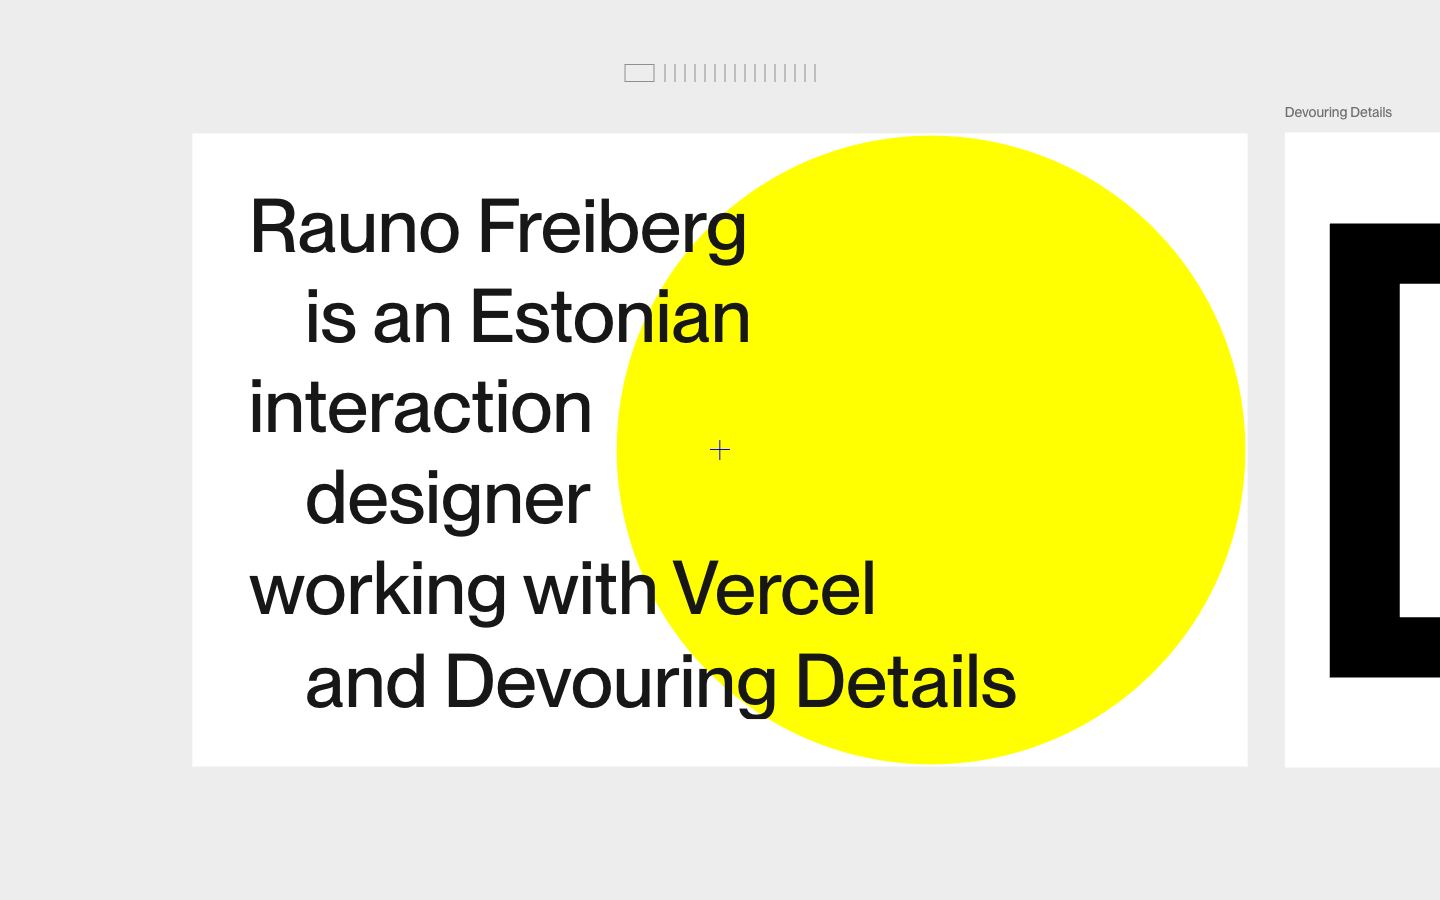 Devouring Details
Rauno Freiberg
is an Estonian
interaction
designer
working with Vercel
and Devouring Details